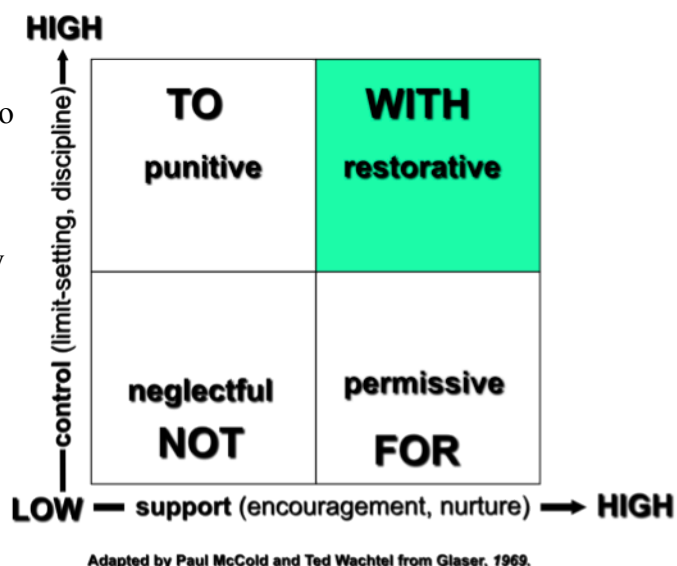 HIGH
control (limit-setting, discipline)
TO
punitive
WITH
restorative
neglectful
NOT
permissive
FOR
LOW
support (encouragement, nurture)
HIGH
Adapted by Paul McCold and Ted Wachtel from Glaser, 1969.